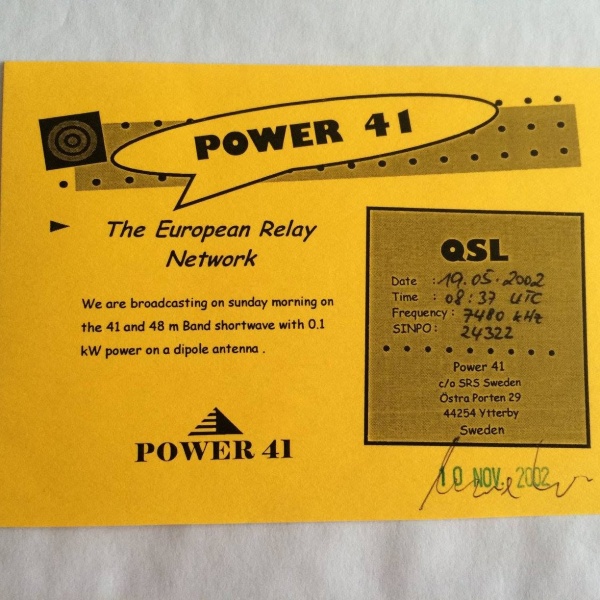 POWER 41
The European Relay
Network
We are broadcasting on sunday morning on
the 41 and 48 m Band shortwave with 0.1
kW power on a dipole antenna .
POWER 41
QSL
Date : 19.05.2002
Time : 08:37 UTC
Frequency : 7480 kHz
SINPO : 24322
Power 41
c/o SRS Sweden
Östra Porten 29
44254 Ytterby
Sweden
10 NOV. 2002